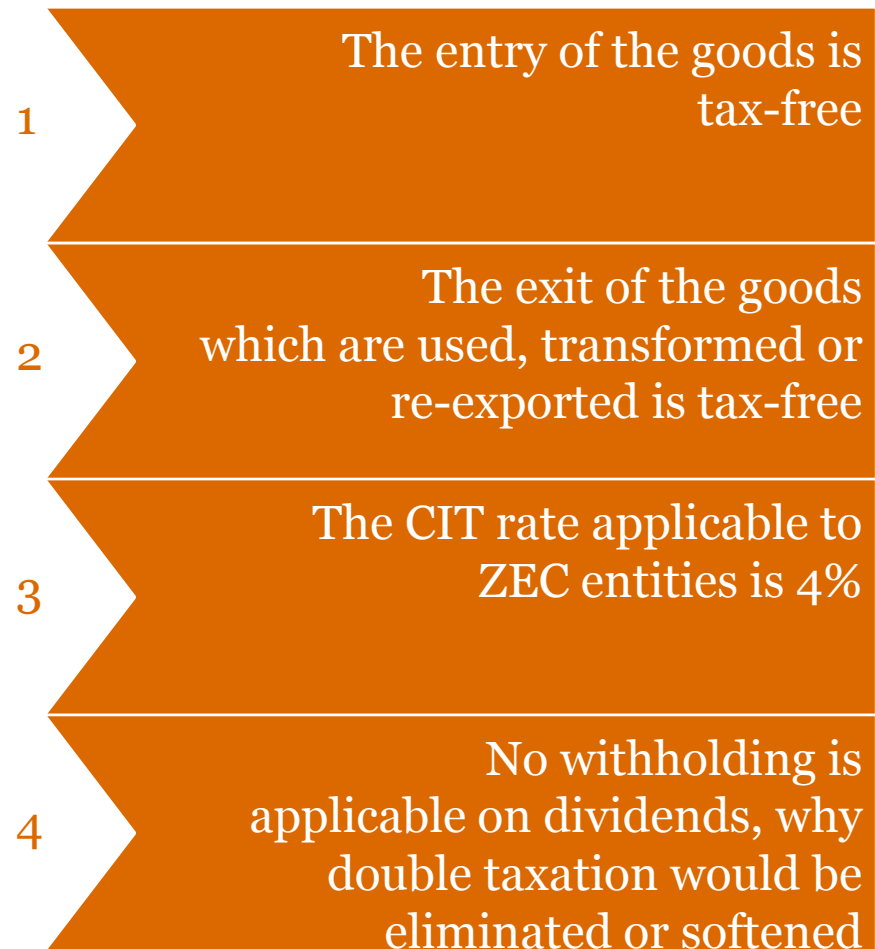 1
The entry of the goods is
tax-free
2
The exit of the goods
which are used, transformed or
re-exported is tax-free
3
The CIT rate applicable to
ZEC entities is 4%
4
No withholding is
applicable on dividends, why
double taxation would be
eliminated or softened